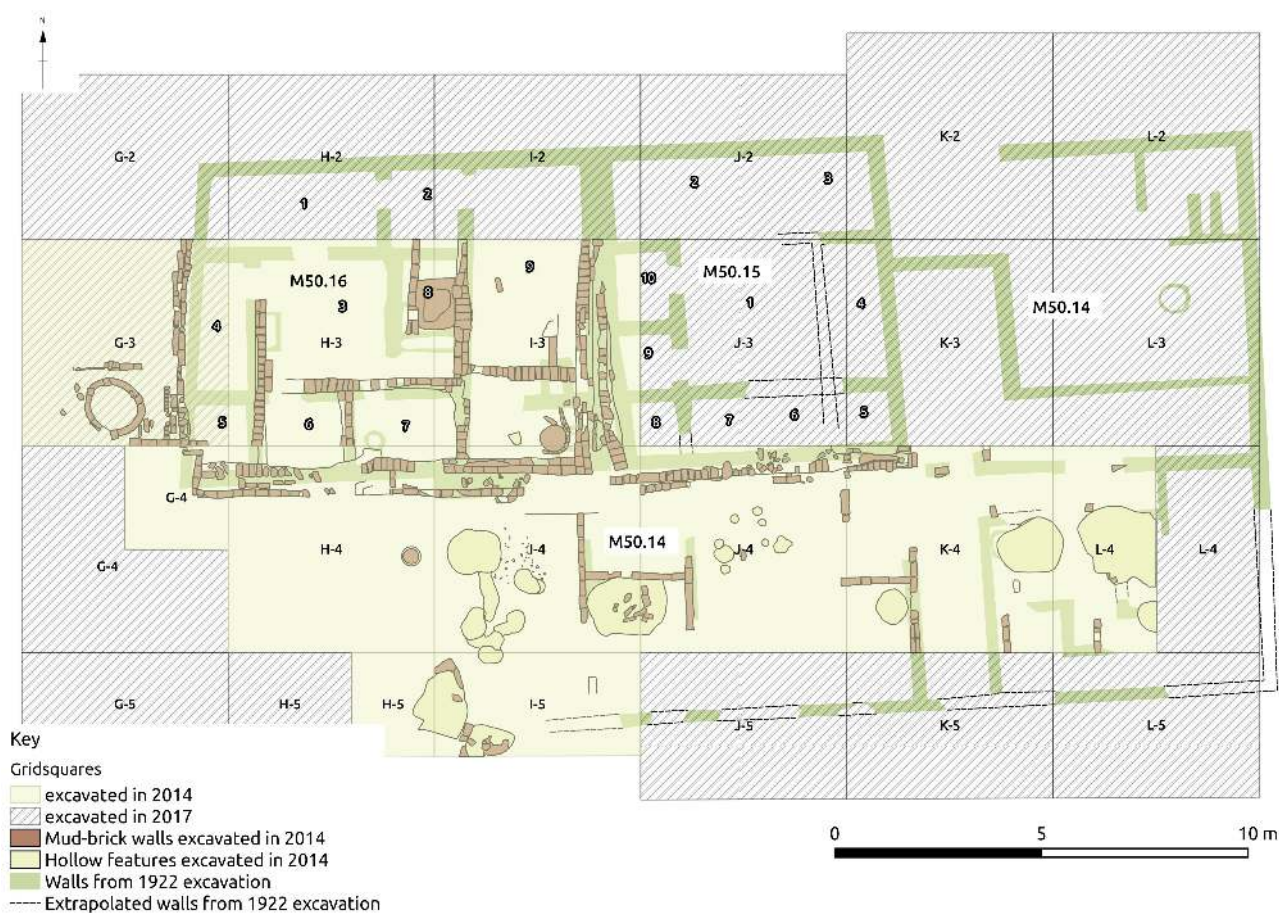 N
G-2
H-2
I-2
J-2
K-2
L-2
1
2
2
3
M50.16
9
10
M50.15
8
3
1
4
M50.14
4
G-3
H-3
I-3
9
J-3
K-3
L-3
5
6
7
8
7
6
5
G-4
G-4
H-4
I-4
M50.14
J-4
K-4
L-4
L-4
G-5
H-5
H-5
I-5
J-5
K-5
L-5
Key
Gridsquares
excavated in 2014
excavated in 2017
Mud-brick walls excavated in 2014
Hollow features excavated in 2014
Walls from 1922 excavation
Extrapolated walls from 1922 excavation
0 5 10 m